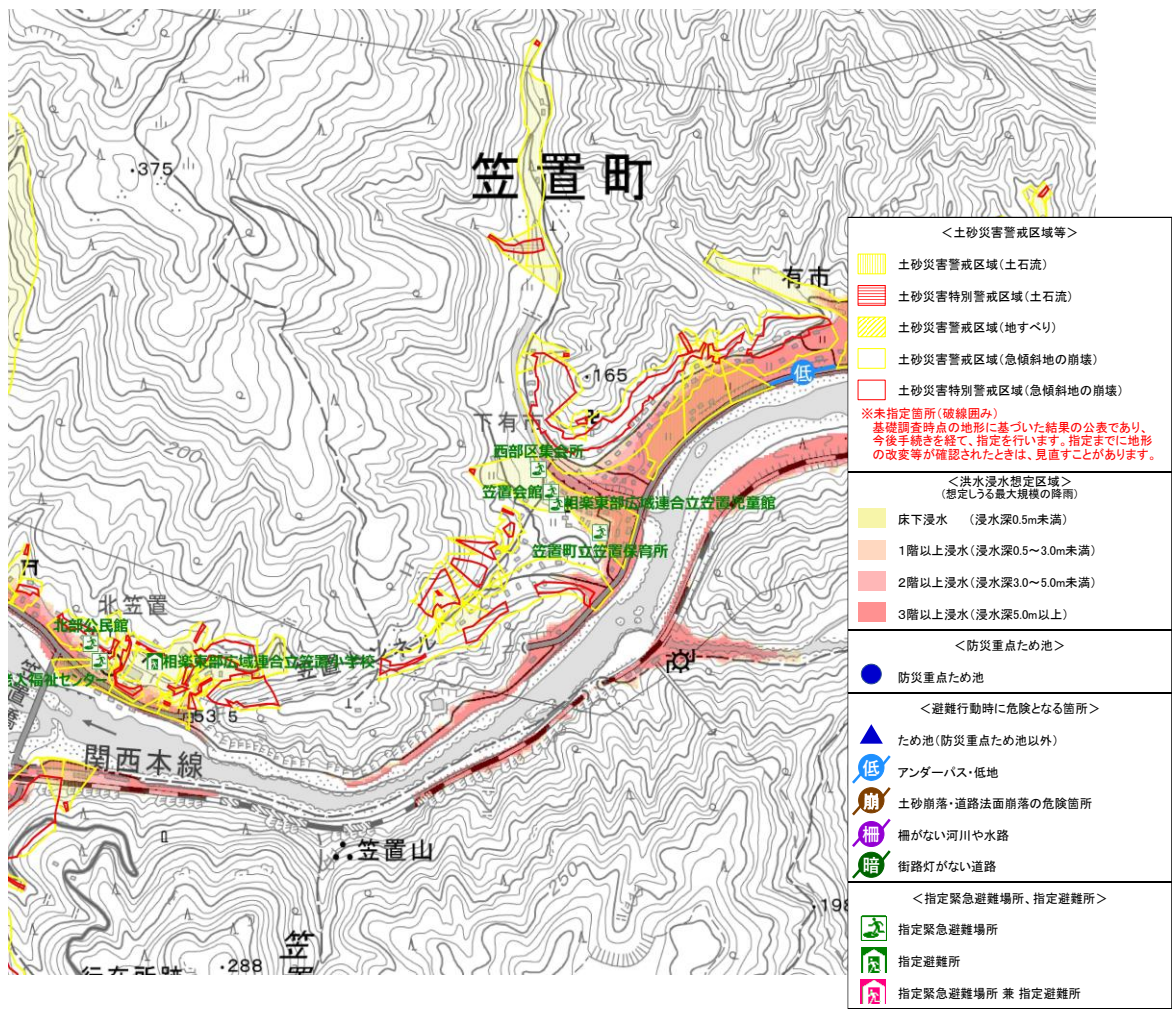 笠置町
375
有市
165
低
下有市
200
西部区集会所
笠置会館
相楽東部広域連合立笠置児童館
笠置町立笠置保育所
北笠置
北部公民館
相楽東部広域連合立笠置小学校
人福祉センター
53.5
関西本線
笠置山
250
198
288
行在所跡
<土砂災害警戒区域等>
土砂災害警戒区域(土石流)
土砂災害特別警戒区域(土石流)
土砂災害警戒区域(地すべり)
土砂災害警戒区域(急傾斜地の崩壊)
土砂災害特別警戒区域(急傾斜地の崩壊)
※未指定箇所(破線囲み)
基礎調査時点の地形に基づいた結果の公表であり、
今後手続きを経て、指定を行います。指定までに地形
の改変等が確認されたときは、見直すことがあります。
<洪水浸水想定区域>
(想定しうる最大規模の降雨)
床下浸水 (浸水深0.5m未満)
1階以上浸水(浸水深0.5~3.0m未満)
2階以上浸水(浸水深3.0~5.0m未満)
3階以上浸水(浸水深5.0m以上)
<防災重点ため池>
防災重点ため池
<避難行動時に危険となる箇所>
ため池(防災重点ため池以外)
低 アンダーパス・低地
崩 土砂崩落・道路法面崩落の危険箇所
柵 柵がない河川や水路
暗 街路灯がない道路
<指定緊急避難場所、指定避難所>
指定緊急避難場所
指定避難所
指定緊急避難場所 兼 指定避難所